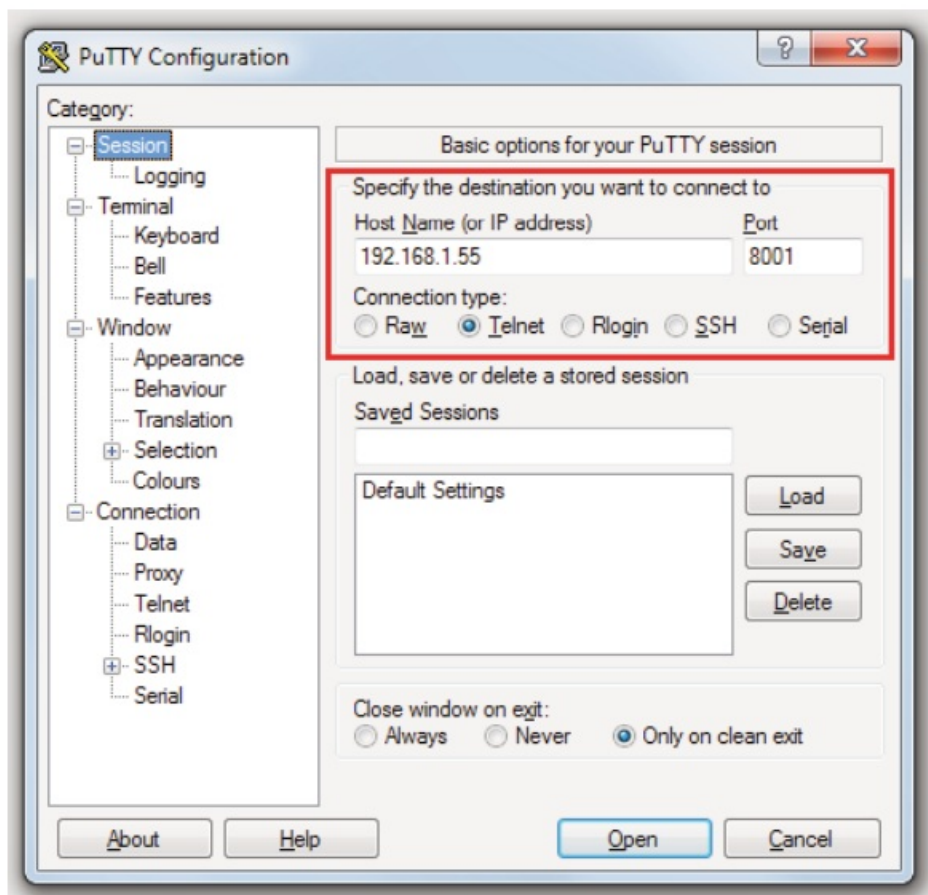 PuTTY Configuration
?
X
Category:
Session
Logging
Terminal
Keyboard
Bell
Features
Window
Appearance
Behaviour
Translation
Selection
Colours
Connection
Data
Proxy
Telnet
Rlogin
SSH
Serial
Basic options for your PuTTY session
Specify the destination you want to connect to
Host Name (or IP address) Port
192.168.1.55 8001
Connection type:
Raw Telnet Rlogin SSH Serial
Load, save or delete a stored session
Saved Sessions
Default Settings
Load
Save
Delete
Close window on exit:
Always Never Only on clean exit
About Help Open Cancel